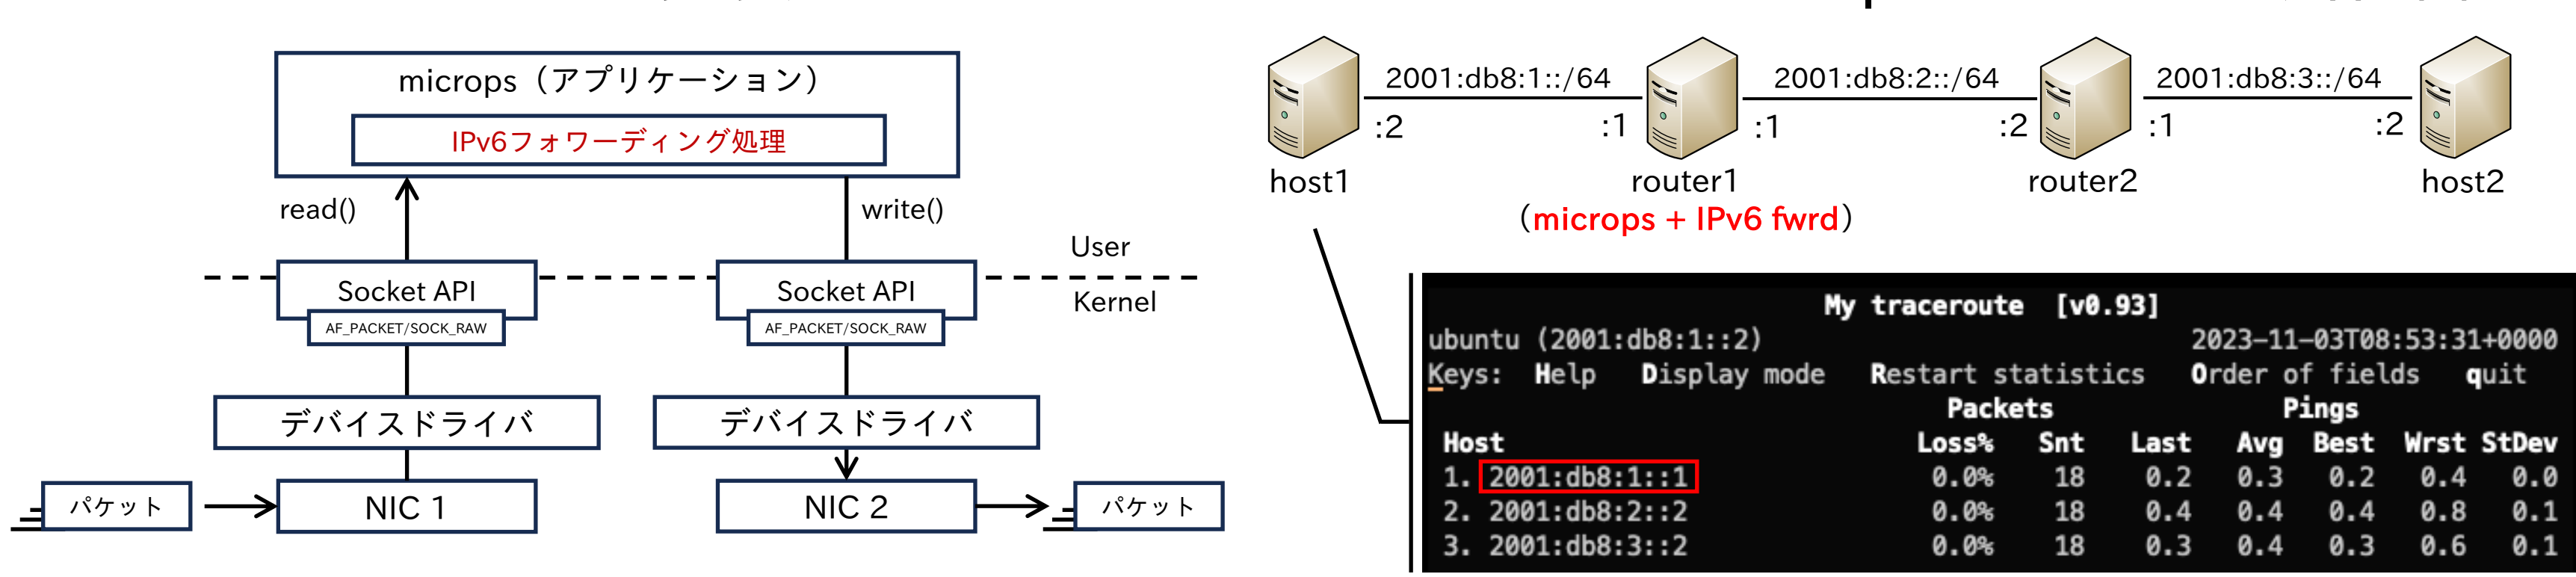 microps（アプリケーション）
IPv6フォワーディング処理
read()
write()
User
Kernel
Socket API
AF_PACKET/SOCK_RAW
Socket API
AF_PACKET/SOCK_RAW
デバイスドライバ
デバイスドライバ
パケット
NIC 1
NIC 2
パケット
2001:db8:1::/64
2001:db8:2::/64
2001:db8:3::/64
:2
:1
:1
:2
:1
:2
host1
router1
router2
host2
（microps + IPv6 fwrd）
My traceroute [v0.93]
ubuntu (2001:db8:1::2) 2023-11-03T08:53:31+0000
Keys: Help Display mode Restart statistics Order of fields quit
Packets Pings
Host Loss% Snt Last Avg Best Wrst StDev
1. 2001:db8:1::1 0.0% 18 0.2 0.3 0.2 0.4 0.0
2. 2001:db8:2::2 0.0% 18 0.4 0.4 0.4 0.8 0.1
3. 2001:db8:3::2 0.0% 18 0.3 0.4 0.3 0.6 0.1